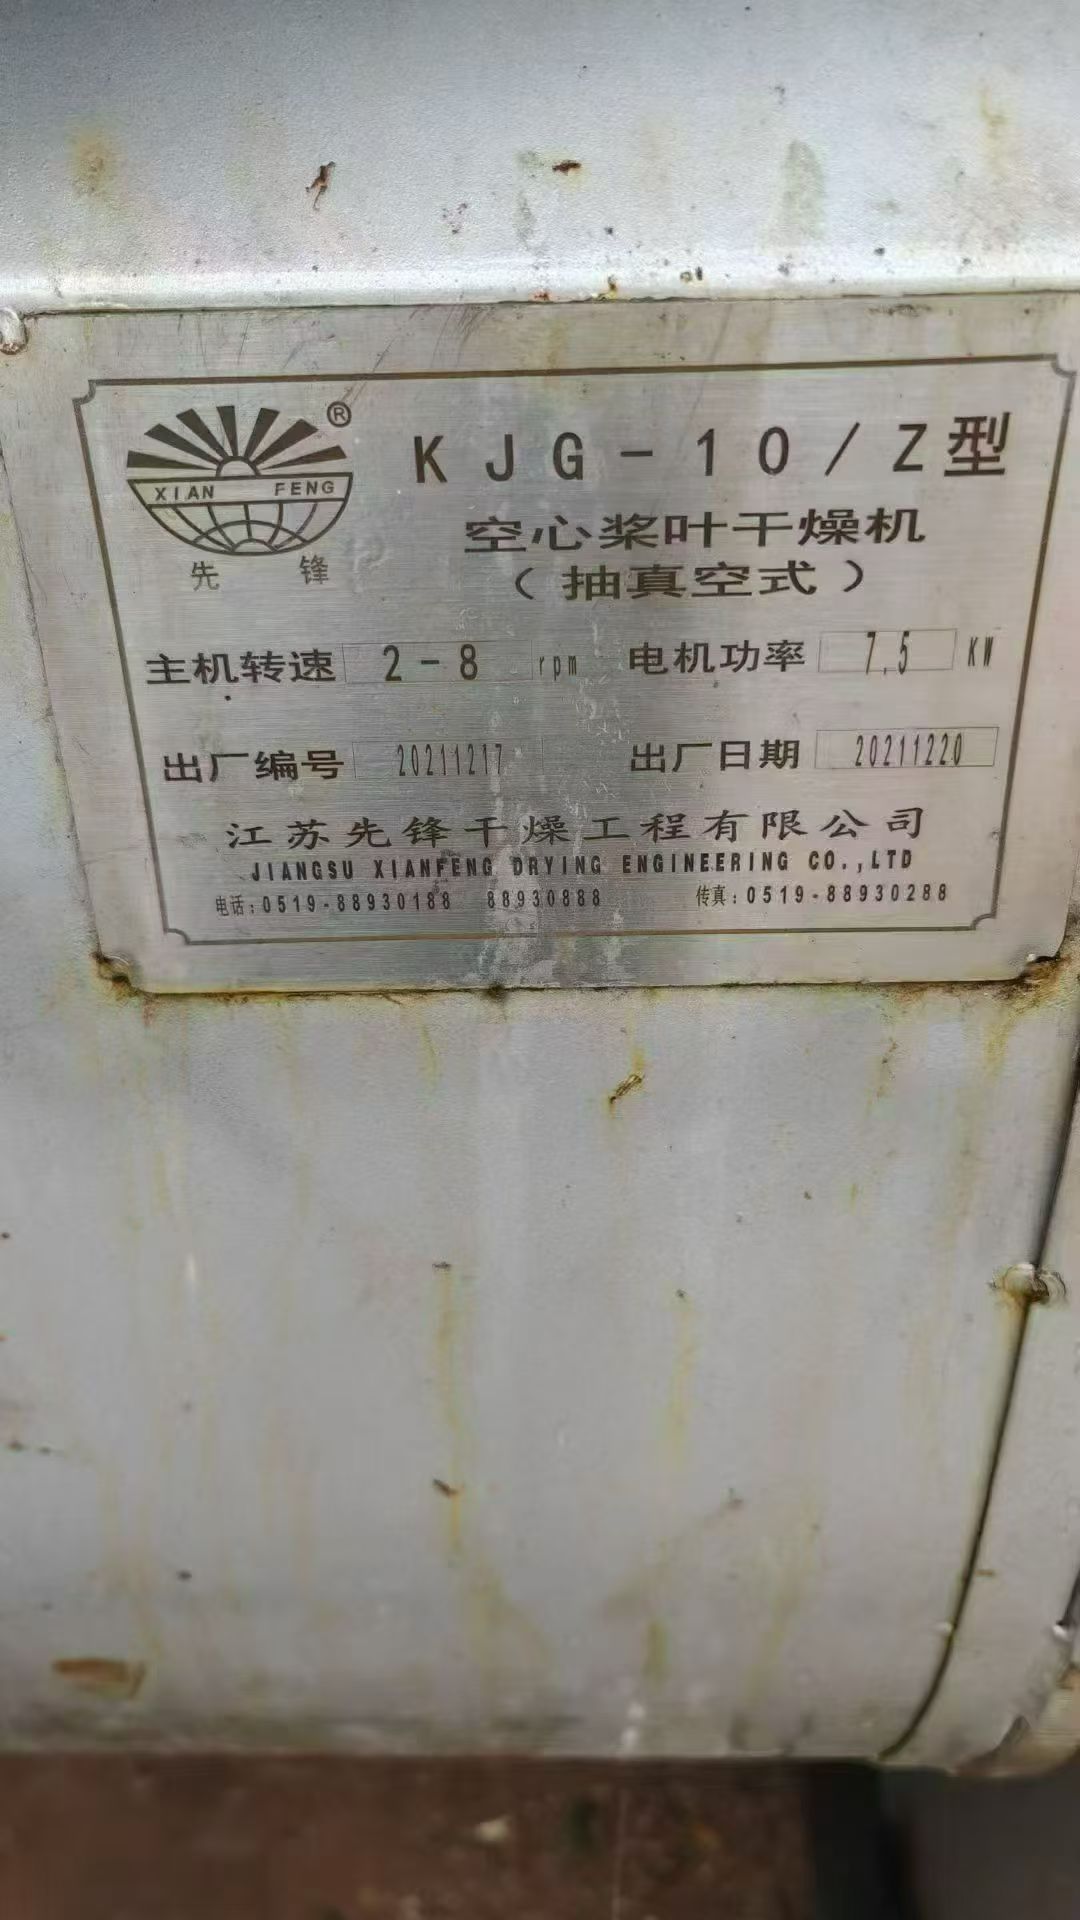 ®
XIAN FENG
先 锋
KJG-10/Z型
空心桨叶干燥机
（抽真空式）
主机转速 2-8 rpm 电机功率 7.5 KW
出厂编号 20211217 出厂日期 20211220
江苏先锋干燥工程有限公司
JIANGSU XIANFENG DRYING ENGINEERING CO.,LTD
电话:0519-88930188 88930888 传真:0519-88930288